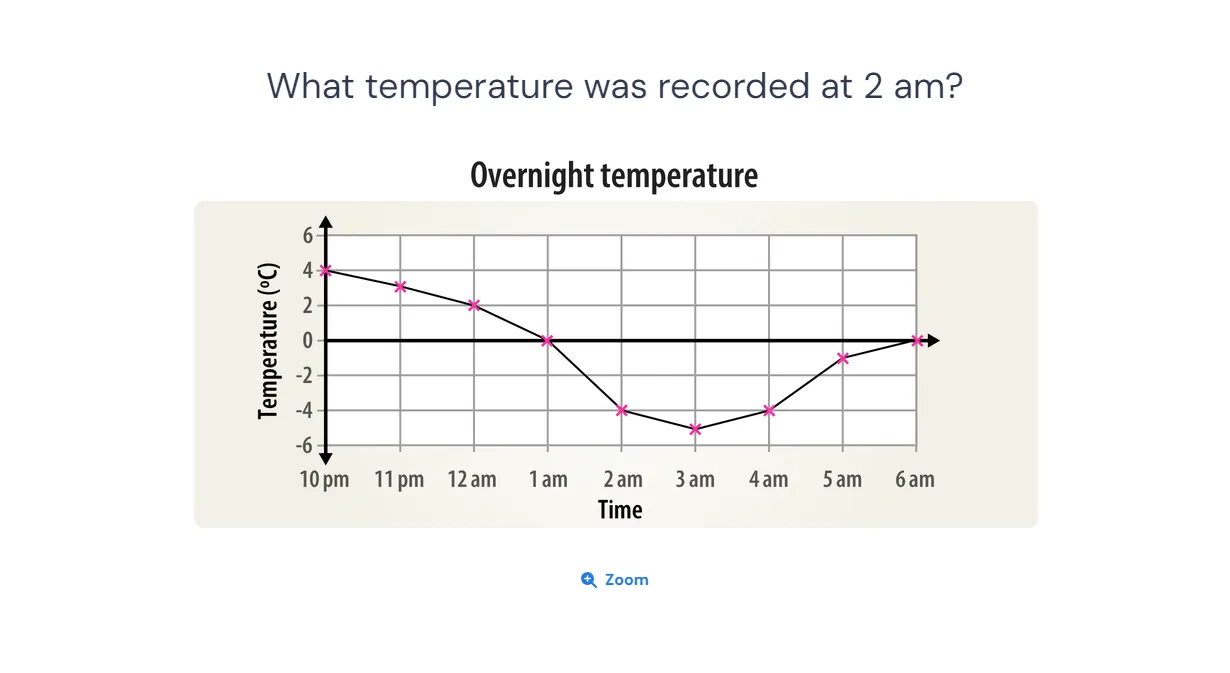 What temperature was recorded at 2 am?
Overnight temperature
Temperature (ºC)
6
4
2
0
-2
-4
-6
10 pm 11 pm 12 am 1 am 2 am 3 am 4 am 5 am 6 am
Time
Zoom